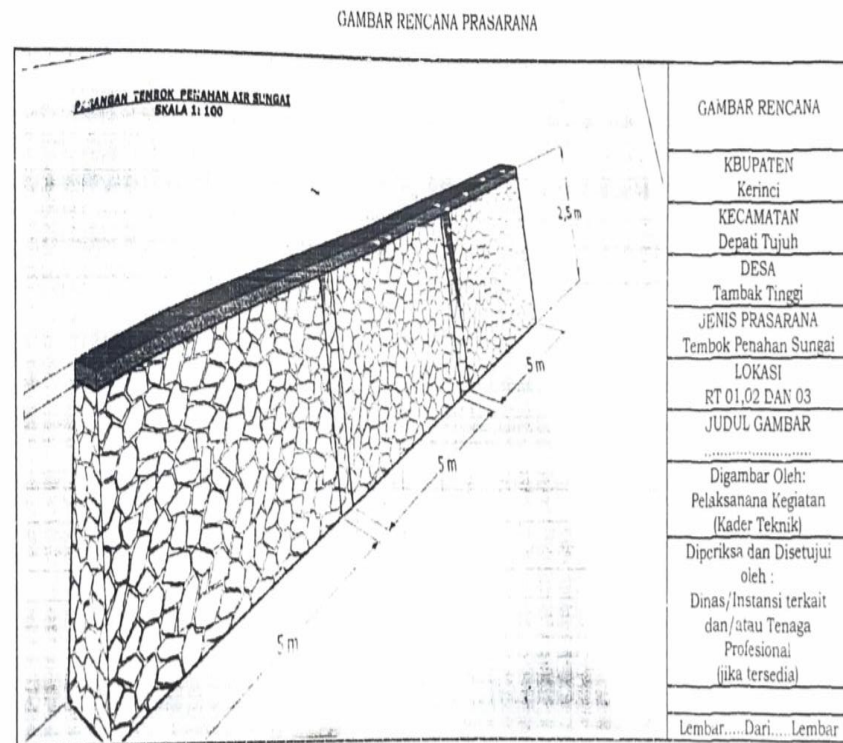 GAMBAR RENCANA PRASARANA
TEMBOK PENAHAN AIR SUNGAI
SKALA 1: 100
2,5 m
5 m
5 m
5 m
GAMBAR RENCANA
KBUPATEN
Kerinci
KECAMATAN
Depati Tujuh
DESA
Tambak Tinggi
JENIS PRASARANA
Tembok Penahan Sungai
LOKASI
RT 01,02 DAN 03
JUDUL GAMBAR
..........................
Digambar Oleh:
Pelaksanana Kegiatan
(Kader Teknik)
Diperiksa dan Disetujui
oleh :
Dinas/Instansi terkait
dan/atau Tenaga
Profesional
(jika tersedia)
Lembar.....Dari.....Lembar